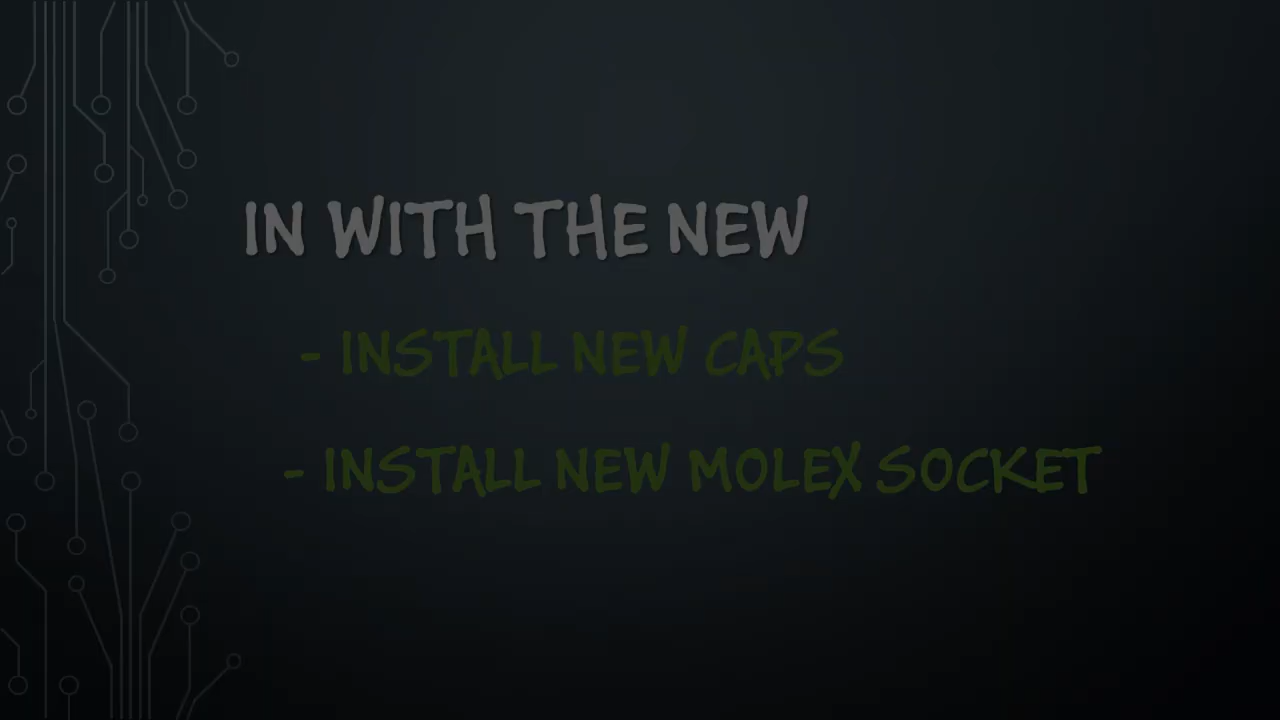 IN WITH THE NEW
- INSTALL NEW CAPS
- INSTALL NEW MOLEX SOCKET